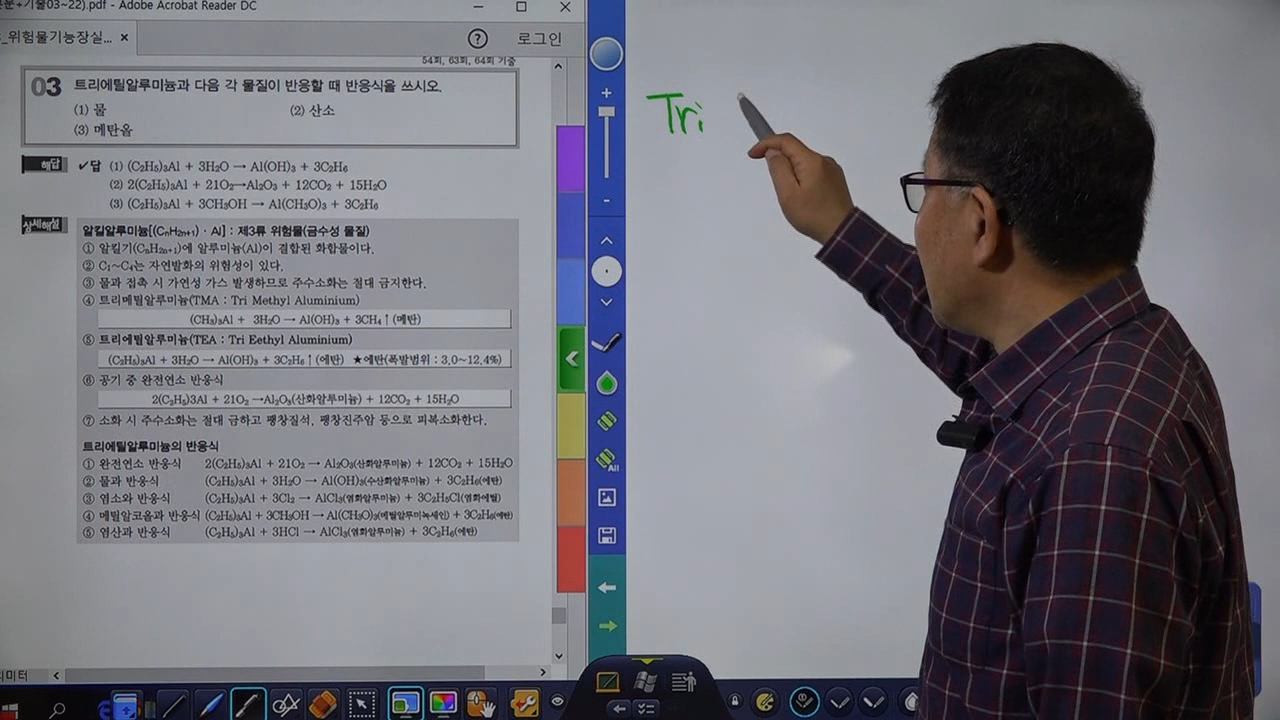 문+기출03~22).pdf - Adobe Acrobat Reader DC
_위험물기능장실... ×
로그인
54회, 63회, 64회 기출
03 트리에틸알루미늄과 다음 각 물질이 반응할 때 반응식을 쓰시오.
(1) 물 (2) 산소
(3) 메탄올
해답 ✔답 (1) (C₂H₅)₃Al + 3H₂O → Al(OH)₃ + 3C₂H₆
(2) 2(C₂H₅)₃Al + 21O₂→Al₂O₃ + 12CO₂ + 15H₂O
(3) (C₂H₅)₃Al + 3CH₃OH → Al(CH₃O)₃ + 3C₂H₆
상세해설
알킬알루미늄[(CₙH₂ₙ₊₁)·Al] : 제3류 위험물(금수성 물질)
① 알킬기(CₙH₂ₙ₊₁)에 알루미늄(Al)이 결합된 화합물이다.
② C₁~C₄는 자연발화의 위험성이 있다.
③ 물과 접촉 시 가연성 가스 발생하므로 주수소화는 절대 금지한다.
④ 트리메틸알루미늄(TMA : Tri Methyl Aluminium)
(CH₃)₃Al + 3H₂O → Al(OH)₃ + 3CH₄↑(메탄)
⑤ 트리에틸알루미늄(TEA : Tri Eethyl Aluminium)
(C₂H₅)₃Al + 3H₂O → Al(OH)₃ + 3C₂H₆↑(에탄) ★에탄(폭발범위 : 3.0~12.4%)
⑥ 공기 중 완전연소 반응식
2(C₂H₅)3Al + 21O₂ →Al₂O₃(산화알루미늄) + 12CO₂ + 15H₂O
⑦ 소화 시 주수소화는 절대 금하고 팽창질석, 팽창진주암 등으로 피복소화한다.
트리에틸알루미늄의 반응식
① 완전연소 반응식 2(C₂H₅)₃Al + 21O₂ → Al₂O₃(산화알루미늄) + 12CO₂ + 15H₂O
② 물과 반응식 (C₂H₅)₃Al + 3H₂O → Al(OH)₃(수산화알루미늄) + 3C₂H₆(에탄)
③ 염소와 반응식 (C₂H₅)₃Al + 3Cl₂ → AlCl₃(염화알루미늄) + 3C₂H₅Cl(염화에틸)
④ 메틸알코올과 반응식 (C₂H₅)₃Al + 3CH₃OH → Al(CH₃O)₃(메틸알루미녹세인) + 3C₂H₆(에탄)
⑤ 염산과 반응식 (C₂H₅)₃Al + 3HCl → AlCl₃(염화알루미늄) + 3C₂H₆(에탄)
Tri
All
미터